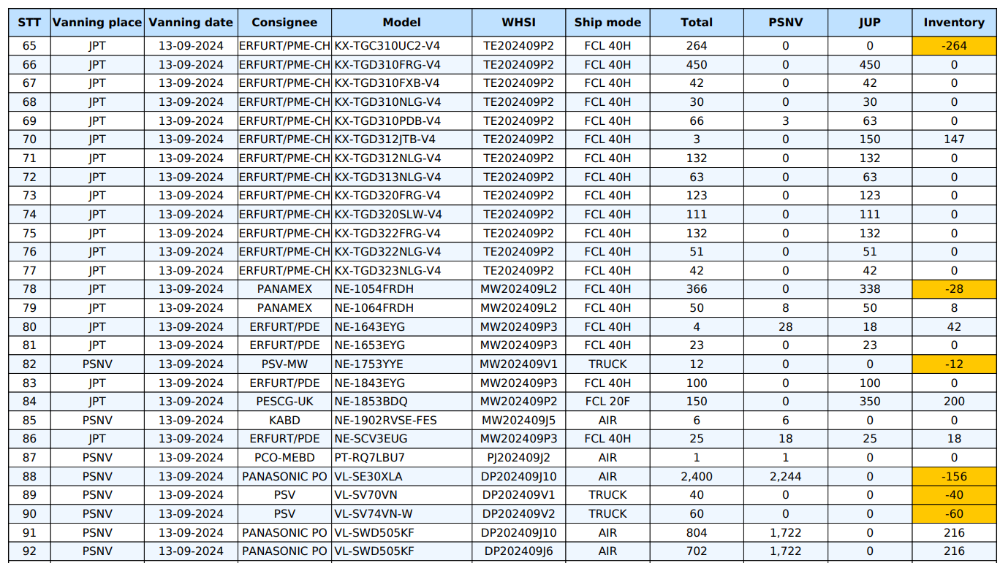 STT Vanning place Vanning date Consignee Model WHSI Ship mode Total PSNV JUP Inventory
65 JPT 13-09-2024 ERFURT/PME-CH KX-TGC310UC2-V4 TE202409P2 FCL 40H 264 0 0 -264
66 JPT 13-09-2024 ERFURT/PME-CH KX-TGD310FRG-V4 TE202409P2 FCL 40H 450 0 450 0
67 JPT 13-09-2024 ERFURT/PME-CH KX-TGD310FXB-V4 TE202409P2 FCL 40H 42 0 42 0
68 JPT 13-09-2024 ERFURT/PME-CH KX-TGD310NLG-V4 TE202409P2 FCL 40H 30 0 30 0
69 JPT 13-09-2024 ERFURT/PME-CH KX-TGD310PDB-V4 TE202409P2 FCL 40H 66 3 63 0
70 JPT 13-09-2024 ERFURT/PME-CH KX-TGD312JTB-V4 TE202409P2 FCL 40H 3 0 150 147
71 JPT 13-09-2024 ERFURT/PME-CH KX-TGD312NLG-V4 TE202409P2 FCL 40H 132 0 132 0
72 JPT 13-09-2024 ERFURT/PME-CH KX-TGD313NLG-V4 TE202409P2 FCL 40H 63 0 63 0
73 JPT 13-09-2024 ERFURT/PME-CH KX-TGD320FRG-V4 TE202409P2 FCL 40H 123 0 123 0
74 JPT 13-09-2024 ERFURT/PME-CH KX-TGD320SLW-V4 TE202409P2 FCL 40H 111 0 111 0
75 JPT 13-09-2024 ERFURT/PME-CH KX-TGD322FRG-V4 TE202409P2 FCL 40H 132 0 132 0
76 JPT 13-09-2024 ERFURT/PME-CH KX-TGD322NLG-V4 TE202409P2 FCL 40H 51 0 51 0
77 JPT 13-09-2024 ERFURT/PME-CH KX-TGD323NLG-V4 TE202409P2 FCL 40H 42 0 42 0
78 JPT 13-09-2024 PANAMEX NE-1054FRDH MW202409L2 FCL 40H 366 0 338 -28
79 JPT 13-09-2024 PANAMEX NE-1064FRDH MW202409L2 FCL 40H 50 8 50 8
80 JPT 13-09-2024 ERFURT/PDE NE-1643EYG MW202409P3 FCL 40H 4 28 18 42
81 JPT 13-09-2024 ERFURT/PDE NE-1653EYG MW202409P3 FCL 40H 23 0 23 0
82 PSNV 13-09-2024 PSV-MW NE-1753YYE MW202409V1 TRUCK 12 0 0 -12
83 JPT 13-09-2024 ERFURT/PDE NE-1843EYG MW202409P3 FCL 40H 100 0 100 0
84 JPT 13-09-2024 PESCG-UK NE-1853BDQ MW202409P2 FCL 20F 150 0 350 200
85 PSNV 13-09-2024 KABD NE-1902RVSE-FES MW202409J5 AIR 6 6 0 0
86 JPT 13-09-2024 ERFURT/PDE NE-SCV3EUG MW202409P3 FCL 40H 25 18 25 18
87 PSNV 13-09-2024 PCO-MEBD PT-RQ7LBU7 PJ202409J2 AIR 1 1 0 0
88 PSNV 13-09-2024 PANASONIC PO VL-SE30XLA DP202409J10 AIR 2,400 2,244 0 -156
89 PSNV 13-09-2024 PSV VL-SV70VN DP202409V1 TRUCK 40 0 0 -40
90 PSNV 13-09-2024 PSV VL-SV74VN-W DP202409V2 TRUCK 60 0 0 -60
91 PSNV 13-09-2024 PANASONIC PO VL-SWD505KF DP202409J10 AIR 804 1,722 0 216
92 PSNV 13-09-2024 PANASONIC PO VL-SWD505KF DP202409J6 AIR 702 1,722 0 216